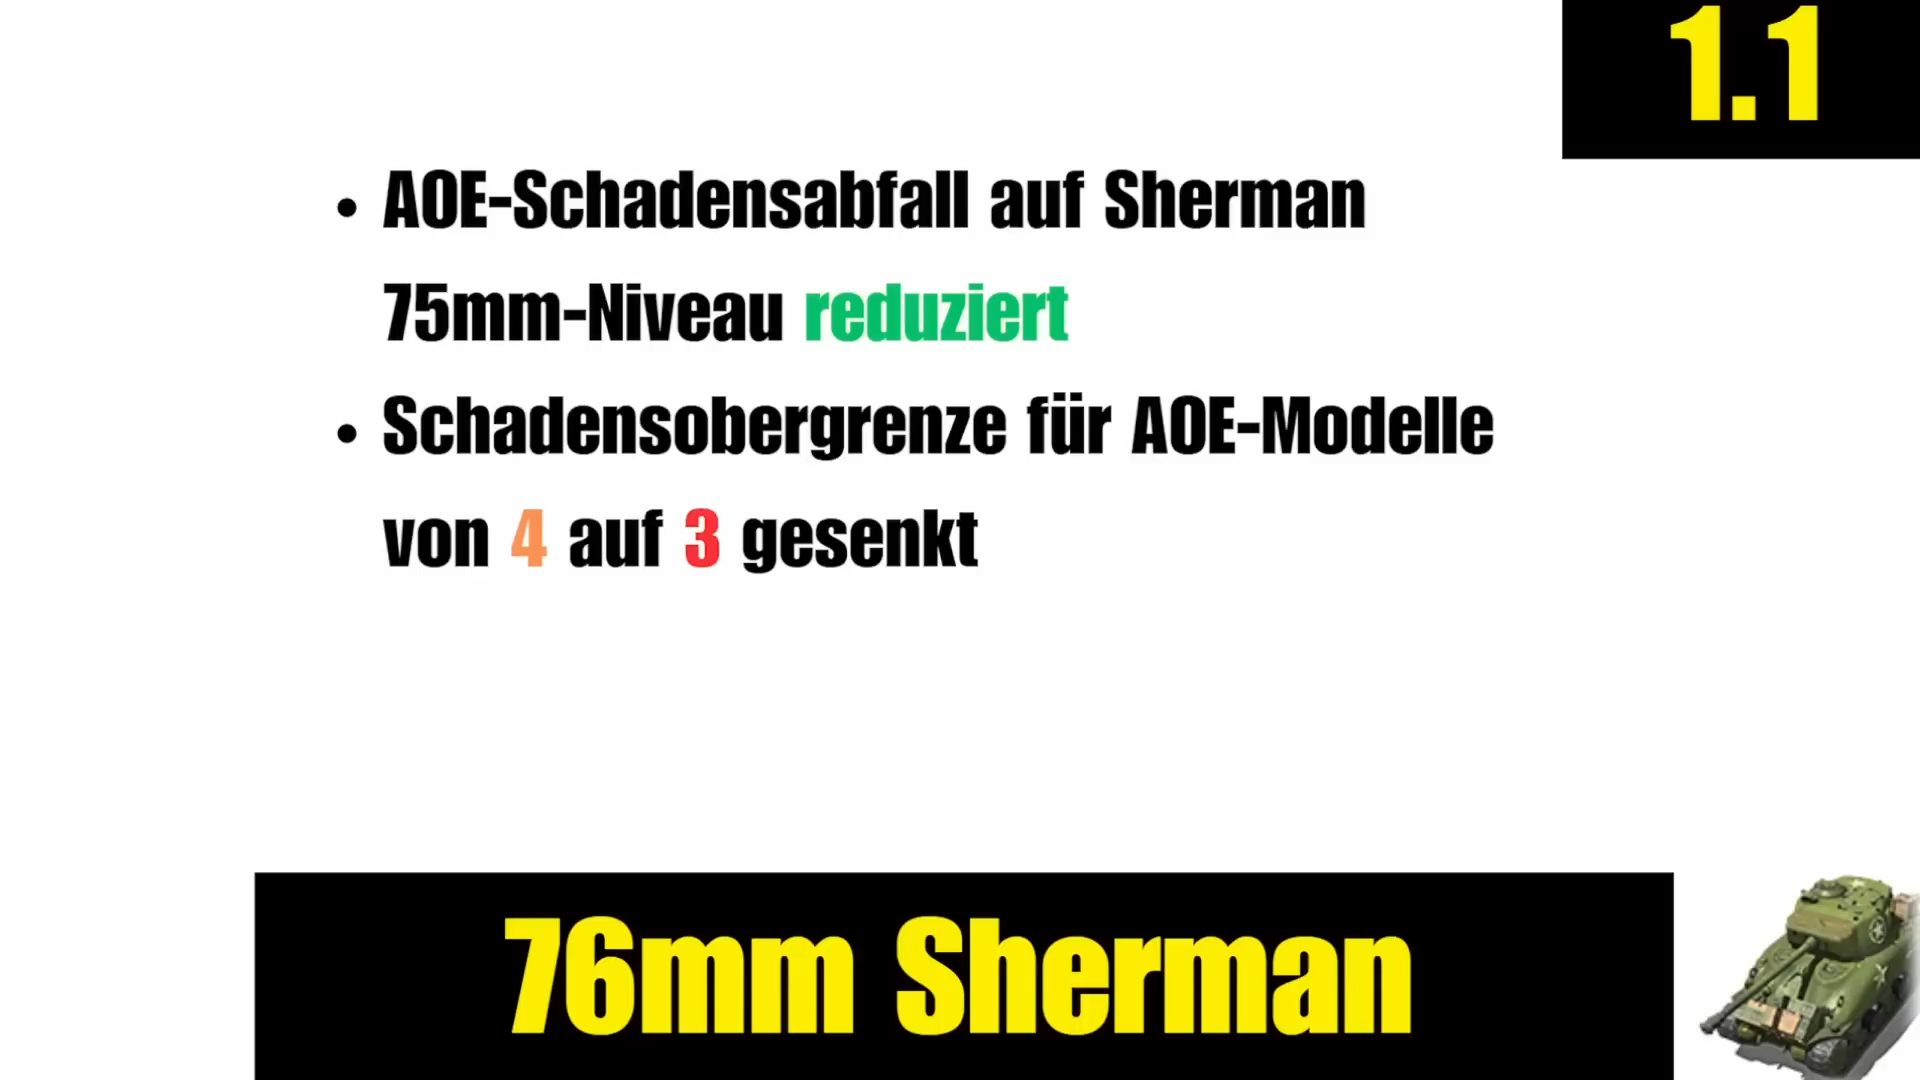 1.1
• AOE-Schadensabfall auf Sherman
75mm-Niveau reduziert
• Schadensobergrenze für AOE-Modelle
von 4 auf 3 gesenkt
76mm Sherman